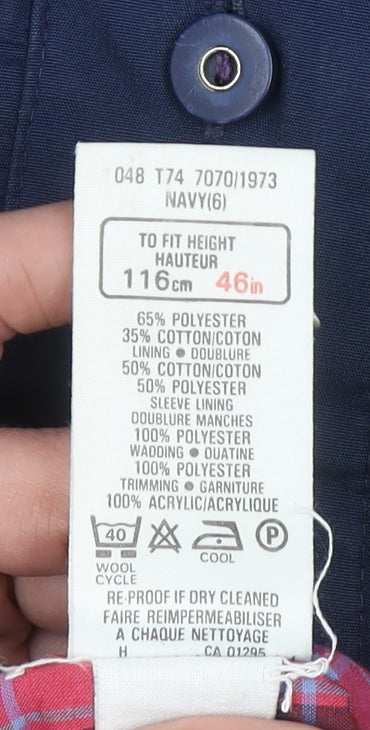 048 T74 7070/1973
NAVY(6)
TO FIT HEIGHT
HAUTEUR
116cm 46in
65% POLYESTER
35% COTTON/COTON
LINING ● DOUBLURE
50% COTTON/COTON
50% POLYESTER
SLEEVE LINING
DOUBLURE MANCHES
100% POLYESTER
WADDING ● OUATINE
100% POLYESTER
TRIMMING ● GARNITURE
100% ACRYLIC/ACRYLIQUE
40 P
COOL
WOOL
CYCLE
RE-PROOF IF DRY CLEANED
FAIRE REIMPERMEABILISER
A CHAQUE NETTOYAGE
H CA 01295